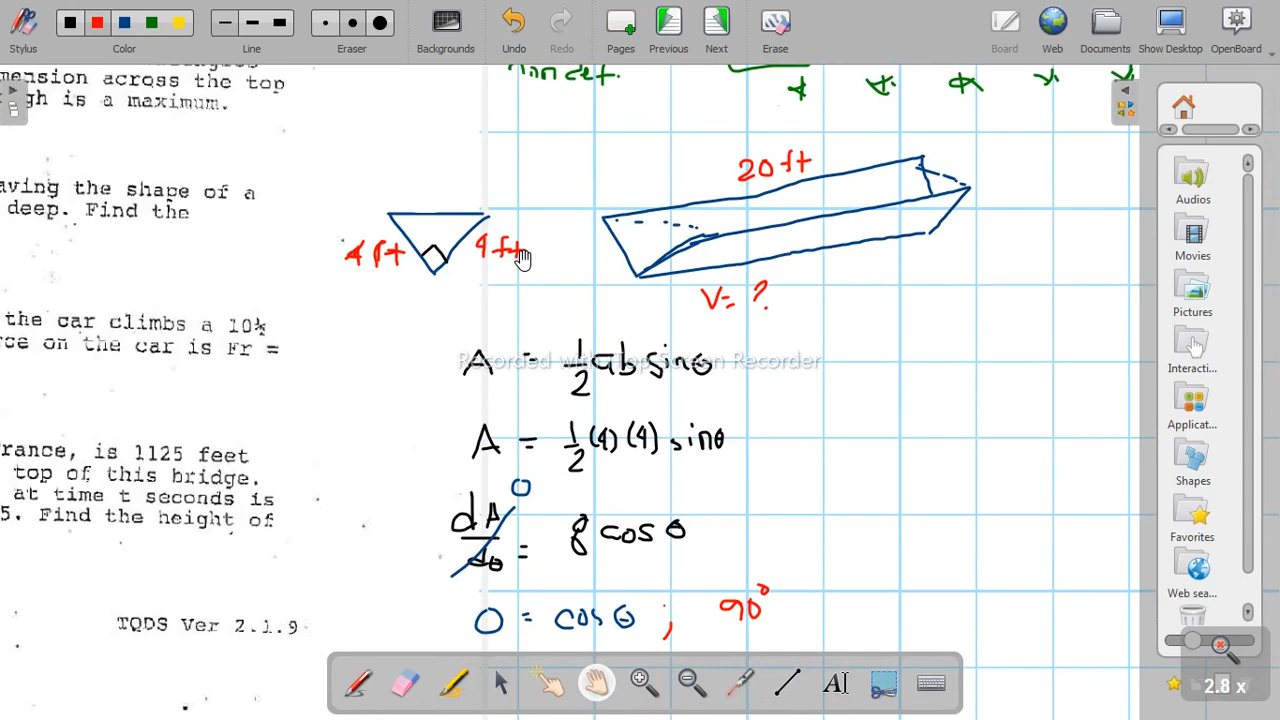 Stylus Color Line Eraser Backgrounds Undo Redo Pages Previous Next Erase Board Web Documents Show Desktop OpenBoard
mension across the top
gh is a maximum.
aving the shape of a
deep. Find the
the car climbs a 10%
rce on the car is Fr =
rance, is 1125 feet
top of this bridge.
at time t seconds is
5. Find the height of
TQDS Ver 2.1.9
4 ft 4 ft
20 ft
V= ?
A = 1/2 ab sinθ
Recorded with iTop Screen Recorder
A = 1/2 (4) (4) sinθ
0
dA/dθ = 8 cos θ
0 = cos θ ; 90°
Audios
Movies
Pictures
Interacti...
Applicat...
Shapes
Favorites
Web sea...
2.8 x